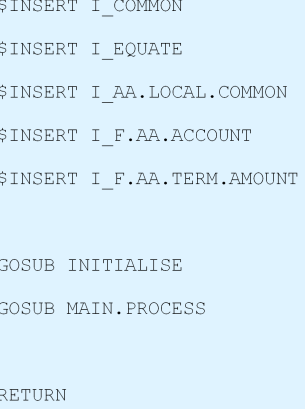 $INSERT I_COMMON
$INSERT I_EQUATE
$INSERT I_AA.LOCAL.COMMON
$INSERT I_F.AA.ACCOUNT
$INSERT I_F.AA.TERM.AMOUNT
GOSUB INITIALISE
GOSUB MAIN.PROCESS
RETURN